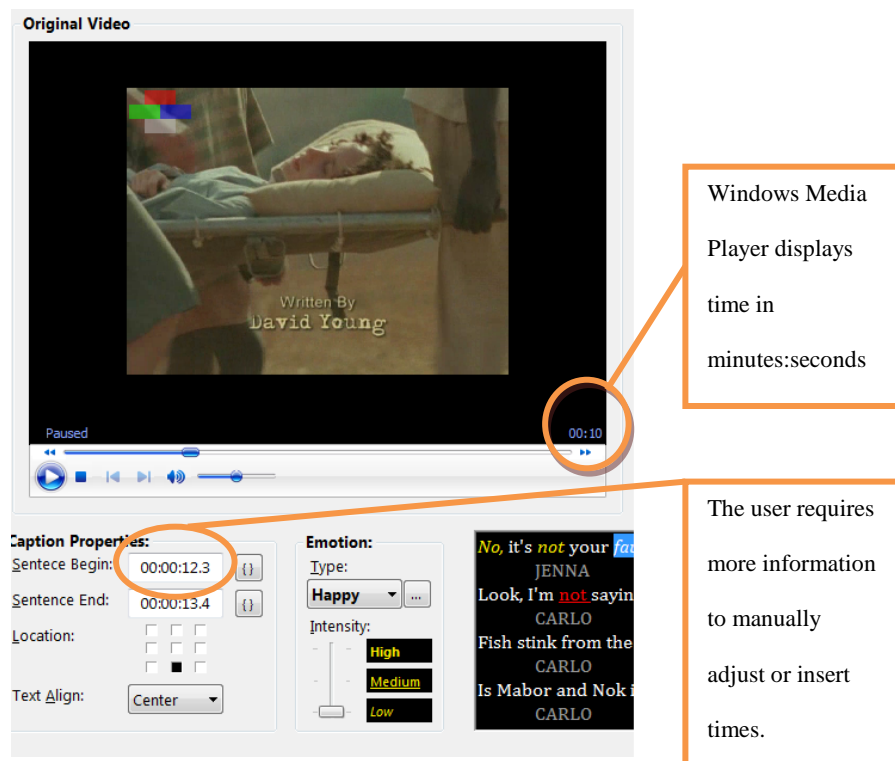 Original Video
Written By
David Young
Paused
00:10
Windows Media
Player displays
time in
minutes:seconds
Caption Properties:
Sentece Begin:
00:00:12.3
{}
Sentence End:
00:00:13.4
{}
Location:
Text Align:
Center
Emotion:
Type:
Happy
...
Intensity:
High
Medium
Low
No, it's not your
JENNA
Look, I'm not sayin
CARLO
Fish stink from the
CARLO
Is Mabor and Nok i
CARLO
The user requires
more information
to manually
adjust or insert
times.